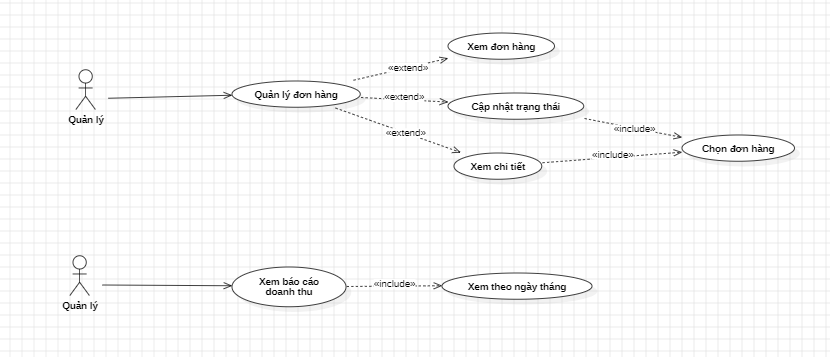 Xem đơn hàng
«extend»
Quản lý đơn hàng
«extend»
Cập nhật trạng thái
Quản lý
«extend»
«include»
Chọn đơn hàng
«include»
Xem chi tiết
Xem báo cáo
doanh thu
«include»
Xem theo ngày tháng
Quản lý